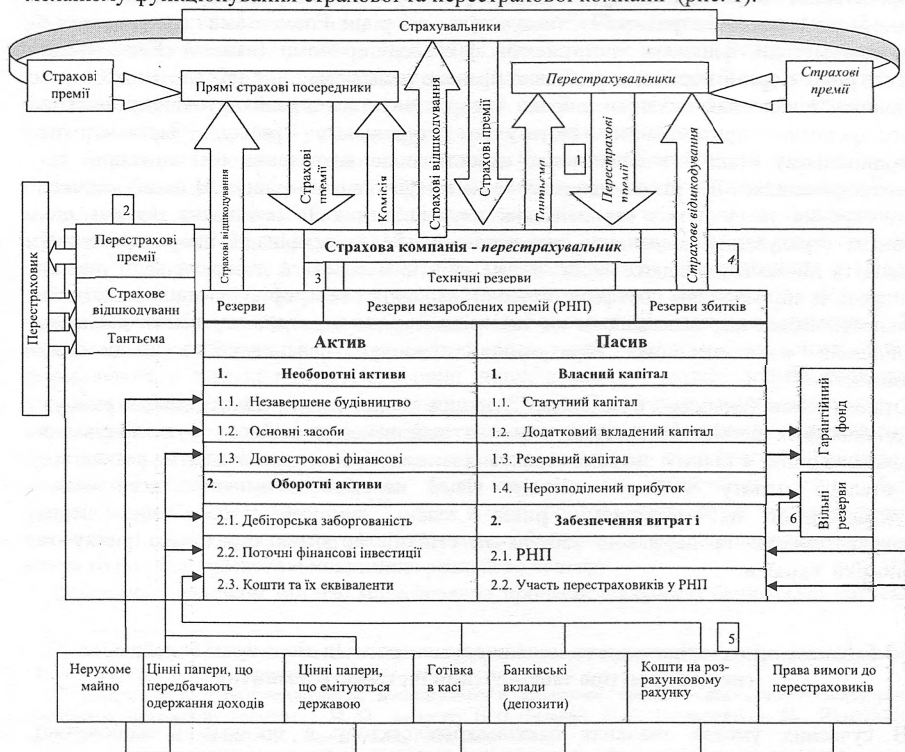 Механізму функціонування страхової та перестрахової компанії (рис. 1).
Страхувальники
Страхові
премії
Прямі страхові посередники
Перестрахувальники
Страхові
премії
Страхові відшкодування
Страхові
премії
Комісія
Страхові відшкодування
Страхові премії
Тантьєми
1
Перестрахові
премії
Страхове відшкодування
2
Перестраховик
Перестрахові
премії
Страхове
відшкодуванн
Тантьєма
Страхова компанія - перестрахувальник
3
Технічні резерви
4
Резерви
Резерви незароблених премій (РНП)
Резерви збитків
Актив
Пасив
1. Необоротні активи
1. Власний капітал
1.1. Незавершене будівництво
1.1. Статутний капітал
1.2. Основні засоби
1.2. Додатковий вкладений капітал
1.3. Довгострокові фінансові
1.3. Резервний капітал
2. Оборотні активи
1.4. Нерозподілений прибуток
2.1. Дебіторська заборгованість
2. Забезпечення витрат і
2.2. Поточні фінансові інвестиції
2.1. РНП
2.3. Кошти та їх еквіваленти
2.2. Участь перестраховиків у РНП
Гарантійний
фонд
Вільні
резерви
6
5
Нерухоме
майно
Цінні папери, що
передбачають
одержання доходів
Цінні папери,
що емітуються
державою
Готівка
в касі
Банківські
вклади
(депозити)
Кошти на роз-
рахунковому
рахунку
Права вимоги до
перестраховиків